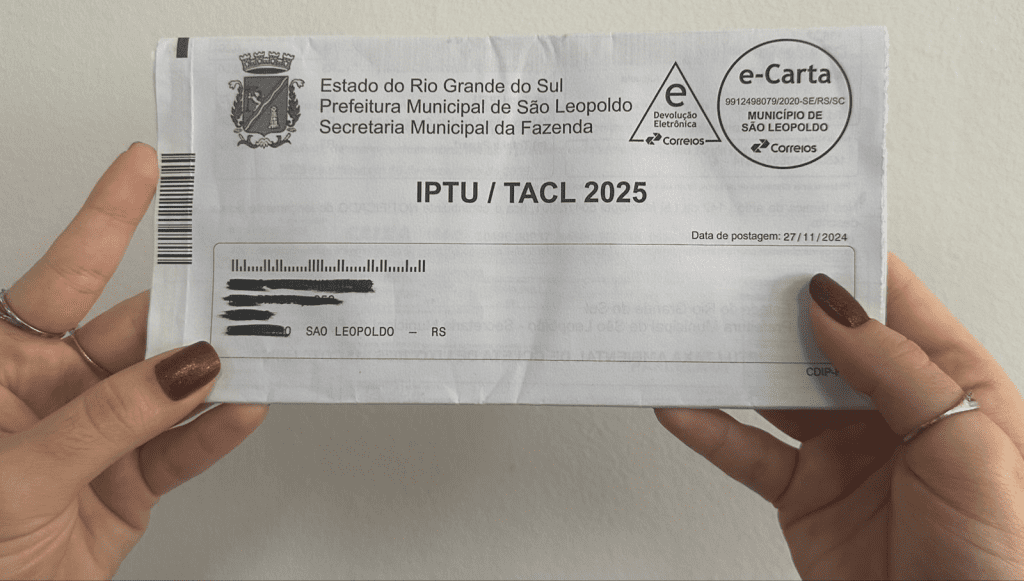 Estado do Rio Grande do Sul
Prefeitura Municipal de São Leopoldo
Secretaria Municipal da Fazenda
e
Devolução
Eletrônica
Correios
e-Carta
9912498079/2020-SE/RS/SC
MUNICÍPIO DE
SÃO LEOPOLDO
Correios
IPTU / TACL 2025
Data de postagem: 27/11/2024
SAO LEOPOLDO – RS